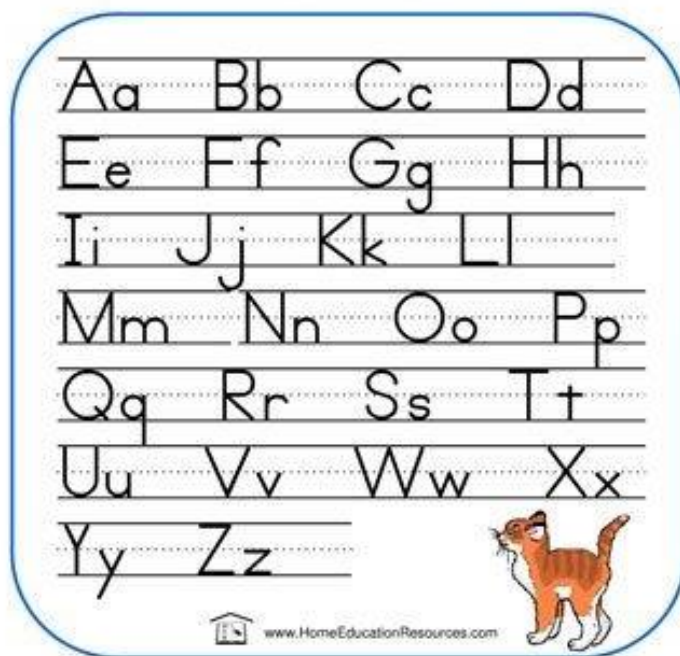 Aa Bb Cc Dd
Ee Ff Gg Hh
Ii Jj Kk Ll
Mm Nn Oo Pp
Qq Rr Ss Tt
Uu Vv Ww Xx
Yy Zz
www.HomeEducationResources.com